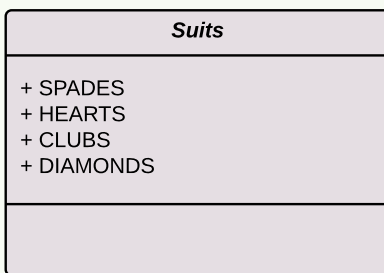 Suits
+ SPADES
+ HEARTS
+ CLUBS
+ DIAMONDS